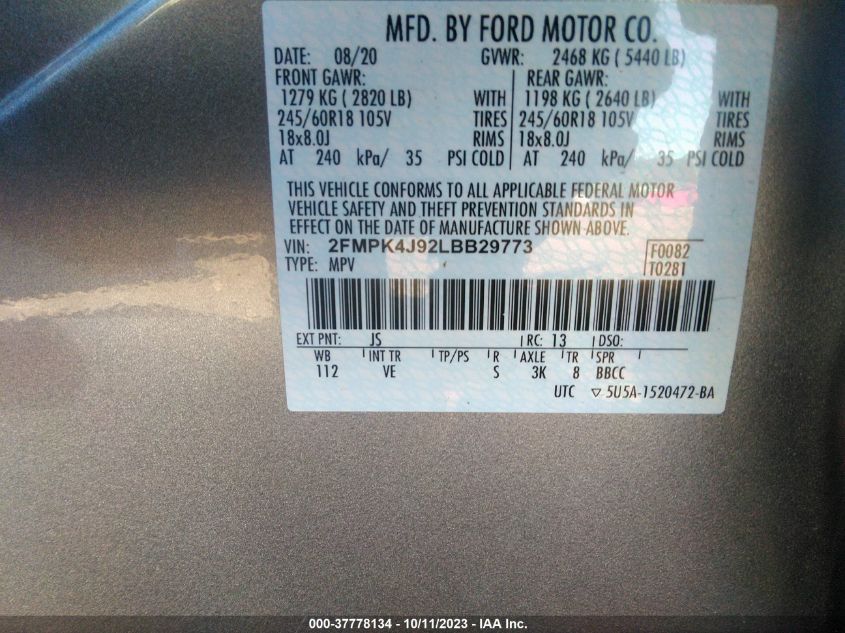 MFD. BY FORD MOTOR CO.
DATE: 08/20 GVWR: 2468 KG ( 5440 LB)
FRONT GAWR: REAR GAWR:
1279 KG ( 2820 LB) WITH 1198 KG ( 2640 LB) WITH
245/60R18 105V TIRES 245/60R18 105V TIRES
18x8.0J RIMS 18x8.0J RIMS
AT 240 kPa/ 35 PSI COLD AT 240 kPa/ 35 PSI COLD
THIS VEHICLE CONFORMS TO ALL APPLICABLE FEDERAL MOTOR
VEHICLE SAFETY AND THEFT PREVENTION STANDARDS IN
EFFECT ON THE DATE OF MANUFACTURE SHOWN ABOVE.
VIN: 2FMPK4J92LBB29773 F0082
TYPE: MPV T0281
EXT PNT: JS RC: 13 DSO:
WB INT TR TP/PS R AXLE TR SPR
112 VE S 3K 8 BBCC
UTC ▽ 5U5A-1520472-BA
000-37778134 - 10/11/2023 - IAA Inc.